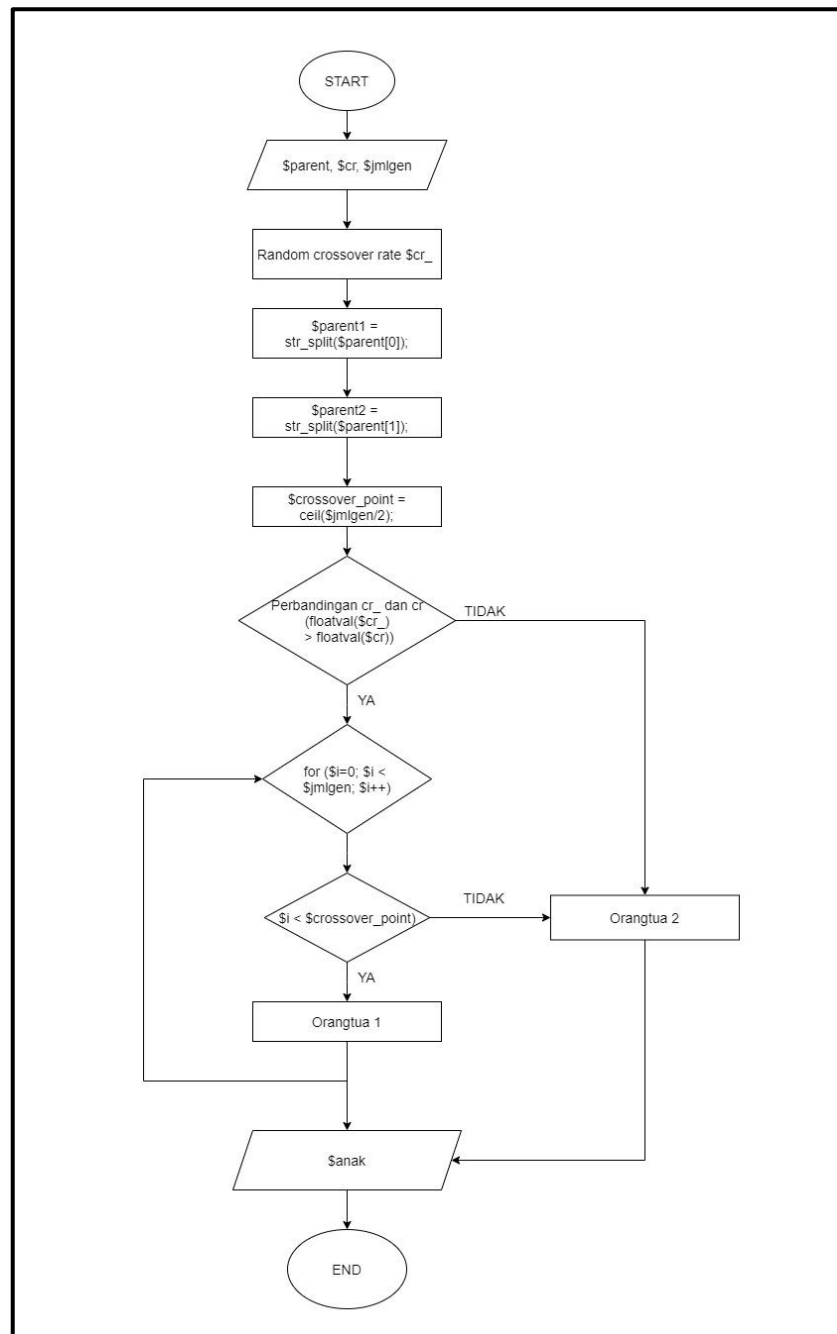 START
$parent, $cr, $jmlgen
Random crossover rate $cr_
$parent1 =
str_split($parent[0]);
$parent2 =
str_split($parent[1]);
$crossover_point =
ceil($jmlgen/2);
Perbandingan cr_ dan cr
(floatval($cr_)
> floatval($cr))
TIDAK
YA
for ($i=0; $i <
$jmlgen; $i++)
$i < $crossover_point)
TIDAK
Orangtua 2
YA
Orangtua 1
$anak
END